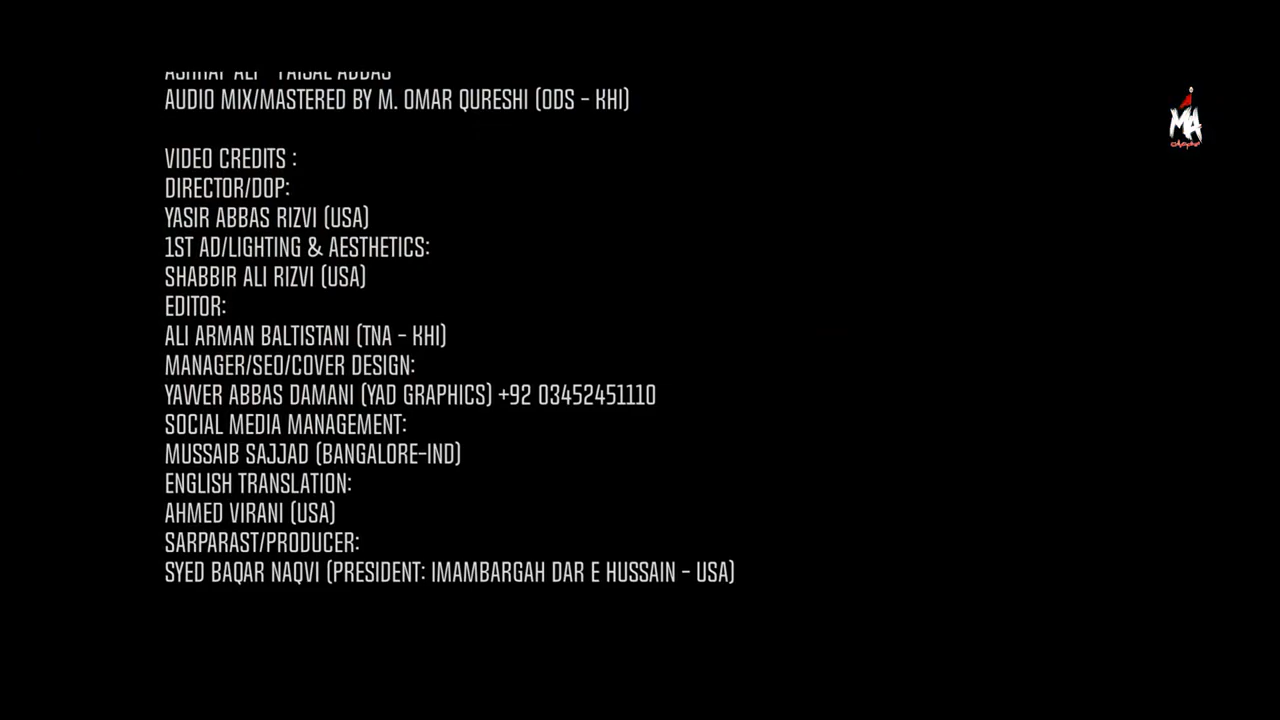 AUDIO MIX/MASTERED BY M. OMAR QURESHI (ODS - KHI)
VIDEO CREDITS :
DIRECTOR/DOP:
YASIR ABBAS RIZVI (USA)
1ST AD/LIGHTING & AESTHETICS:
SHABBIR ALI RIZVI (USA)
EDITOR:
ALI ARMAN BALTISTANI (TNA - KHI)
MANAGER/SEO/COVER DESIGN:
YAWER ABBAS DAMANI (YAD GRAPHICS) +92 03452451110
SOCIAL MEDIA MANAGEMENT:
MUSSAIB SAJJAD (BANGALORE-IND)
ENGLISH TRANSLATION:
AHMED VIRANI (USA)
SARPARAST/PRODUCER:
SYED BAQAR NAQVI (PRESIDENT: IMAMBARGAH DAR E HUSSAIN - USA)
MA